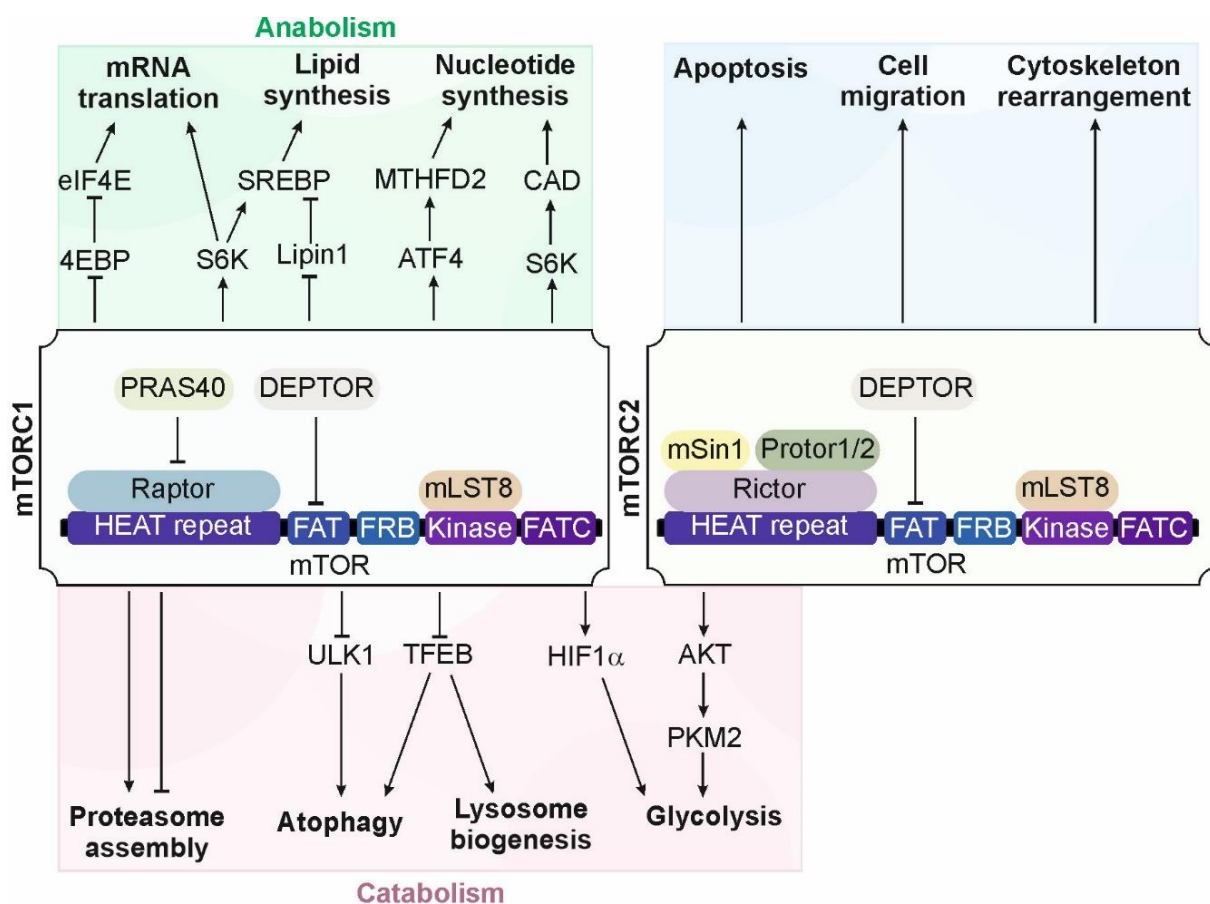 Anabolism
mRNA
translation
Lipid
synthesis
Nucleotide
synthesis
Apoptosis
Cell
migration
Cytoskeleton
rearrangement
eIF4E
SREBP
MTHFD2
CAD
4EBP
S6K
Lipin1
ATF4
S6K
mTORC1
PRAS40
DEPTOR
Raptor
mLST8
HEAT repeat
FAT
FRB
Kinase
FATC
mTOR
mTORC2
DEPTOR
mSin1
Protor1/2
Rictor
mLST8
HEAT repeat
FAT
FRB
Kinase
FATC
mTOR
ULK1
TFEB
HIF1α
AKT
PKM2
Proteasome
assembly
Atophagy
Lysosome
biogenesis
Glycolysis
Catabolism